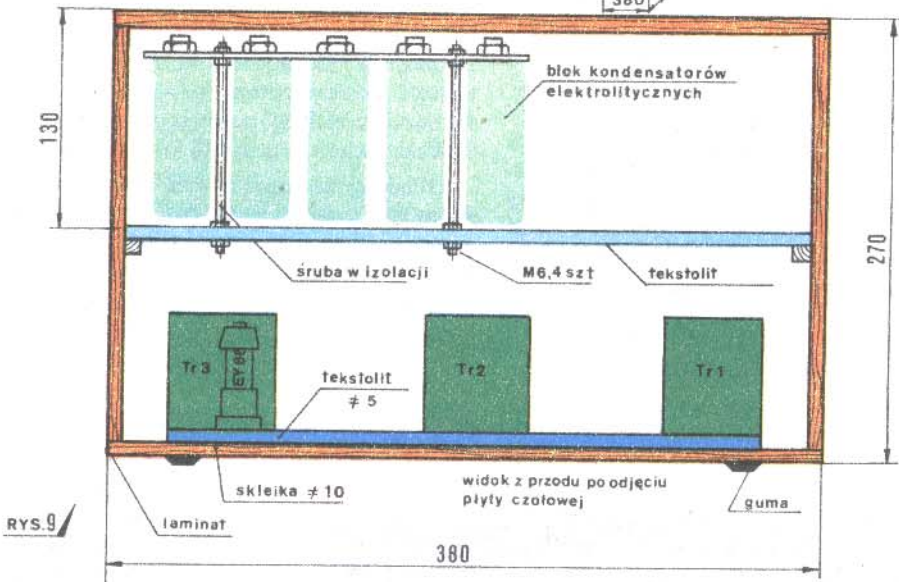 380
130
blok kondensatorów
elektrolitycznych
270
śruba w izolacji
M6,4 szt
tekstolit
Tr3
EY86
tekstolit
≠ 5
Tr2
Tr1
skleika ≠ 10
widok z przodu po odjęciu
płyty czołowej
guma
RYS.9
laminat
380